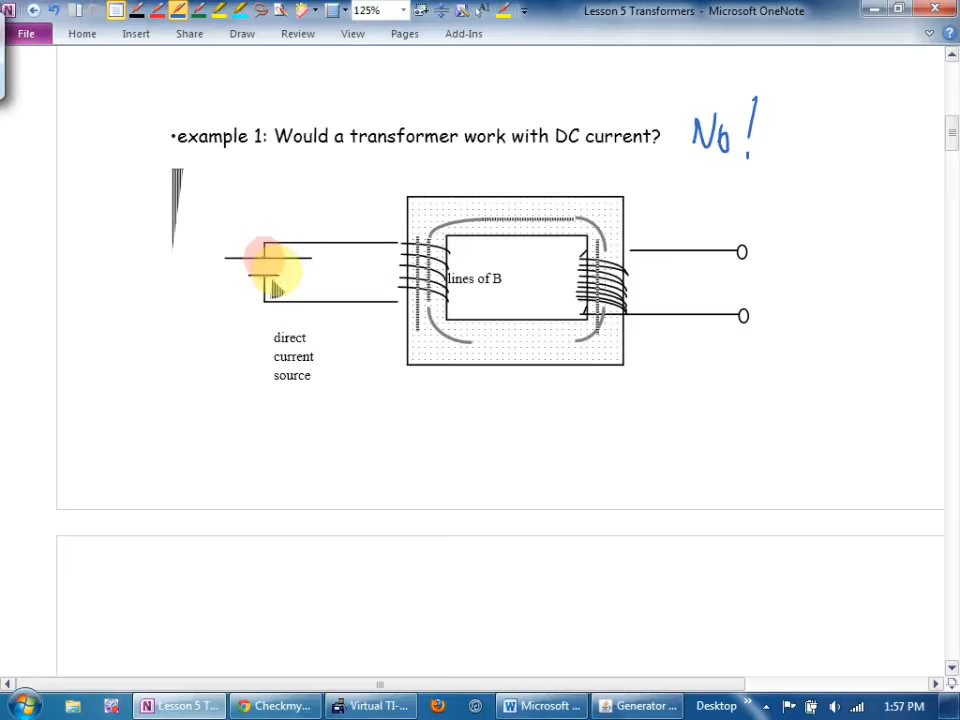 125%
Lesson 5 Transformers - Microsoft OneNote
File Home Insert Share Draw Review View Pages Add-Ins
•example 1: Would a transformer work with DC current? No!
lines of B
direct
current
source
Lesson 5 T... Checkmy... Virtual TI-... Microsoft ... Generator ... Desktop 1:57 PM